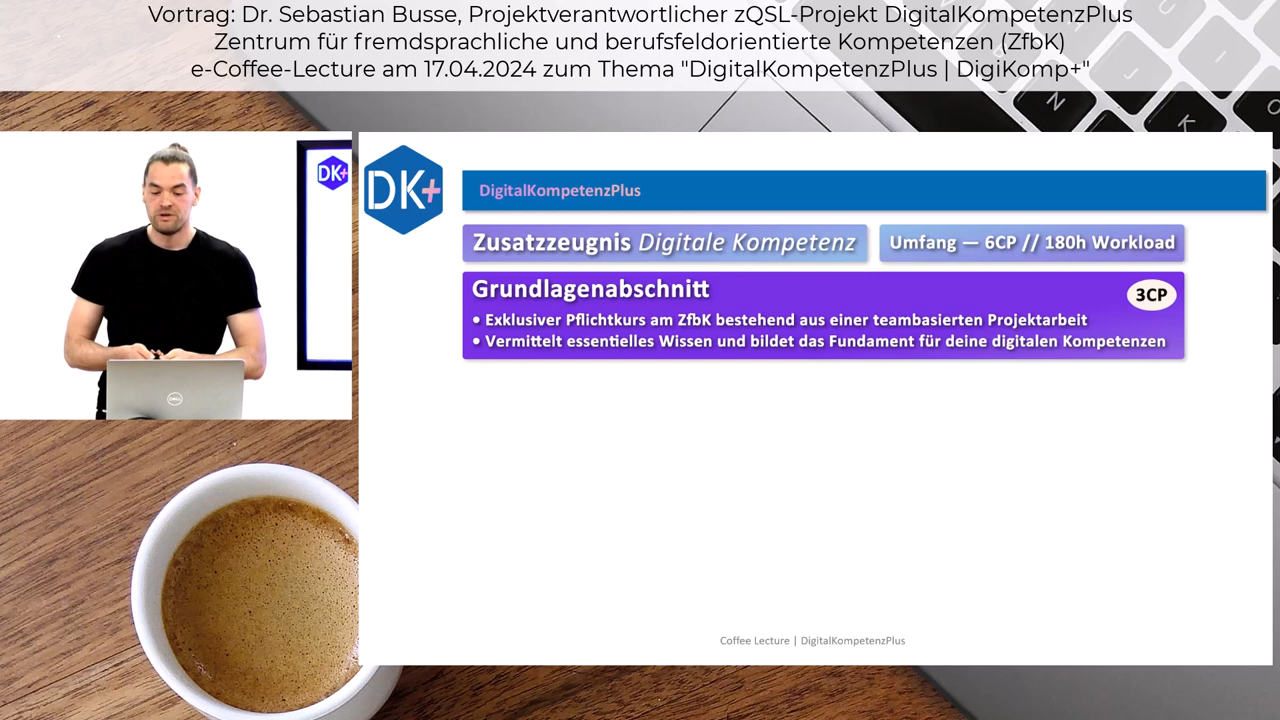 Vortrag: Dr. Sebastian Busse, Projektverantwortlicher zQSL-Projekt DigitalKompetenzPlus
Zentrum für fremdsprachliche und berufsfeldorientierte Kompetenzen (ZfbK)
e-Coffee-Lecture am 17.04.2024 zum Thema "DigitalKompetenzPlus | DigiKomp+"
N
J
U
I
K
O
DK+
DK+
DigitalKompetenzPlus
Zusatzzeugnis Digitale Kompetenz
Umfang — 6CP // 180h Workload
Grundlagenabschnitt
3CP
• Exklusiver Pflichtkurs am ZfbK bestehend aus einer teambasierten Projektarbeit
• Vermittelt essentielles Wissen und bildet das Fundament für deine digitalen Kompetenzen
DELL
Coffee Lecture | DigitalKompetenzPlus